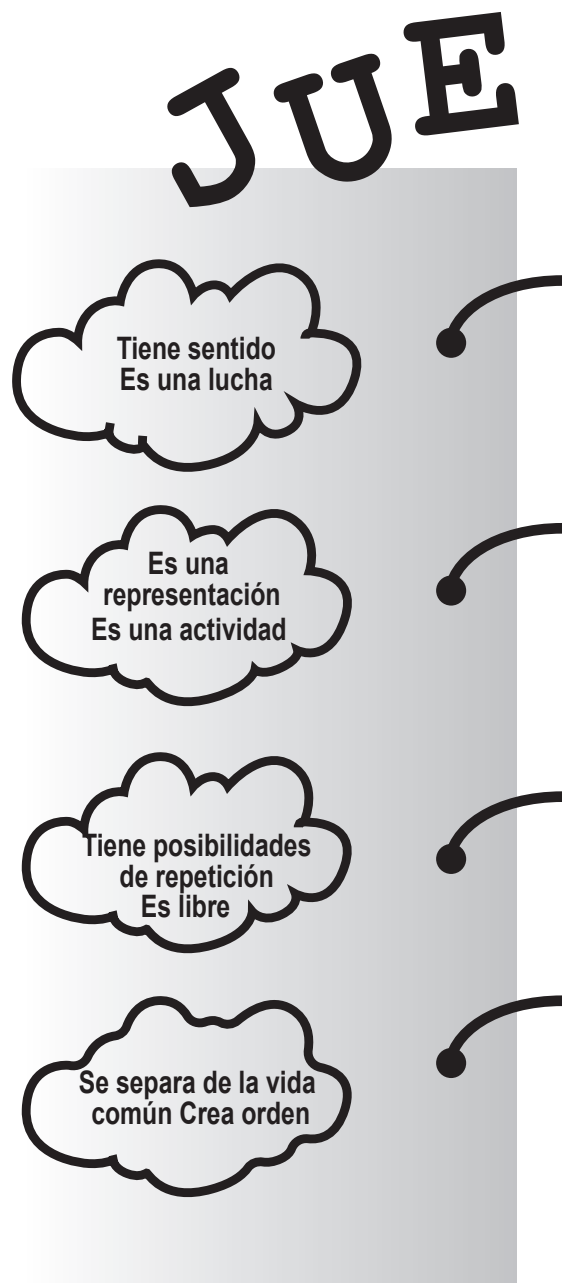 JUE
Tiene sentido
Es una lucha
Es una
representación
Es una actividad
Tiene posibilidades
de repetición
Es libre
Se separa de la vida
común Crea orden